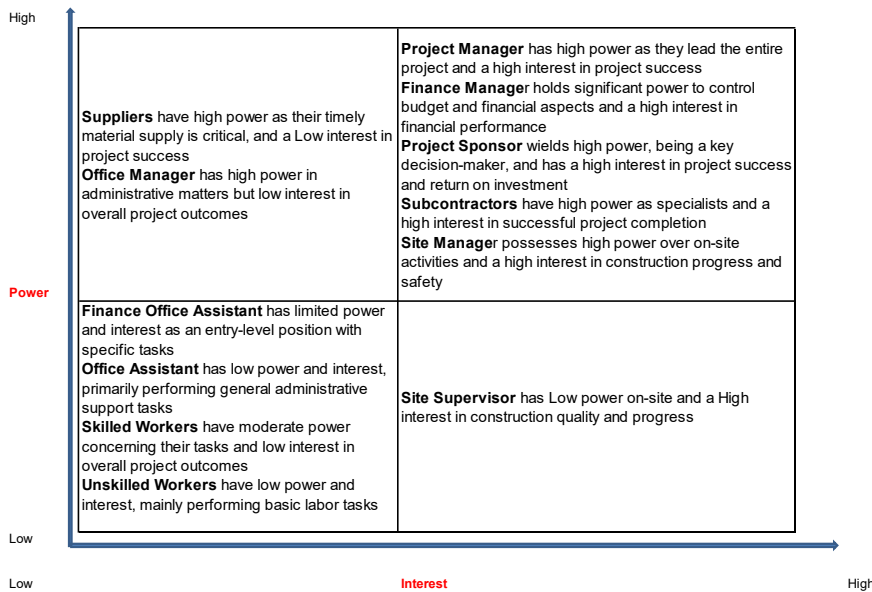 High
Suppliers have high power as their timely
material supply is critical, and a Low interest in
project success
Office Manager has high power in
administrative matters but low interest in
overall project outcomes
Project Manager has high power as they lead the entire
project and a high interest in project success
Finance Manager holds significant power to control
budget and financial aspects and a high interest in
financial performance
Project Sponsor wields high power, being a key
decision-maker, and has a high interest in project success
and return on investment
Subcontractors have high power as specialists and a
high interest in successful project completion
Site Manager possesses high power over on-site
activities and a high interest in construction progress and
safety
Power
Finance Office Assistant has limited power
and interest as an entry-level position with
specific tasks
Office Assistant has low power and interest,
primarily performing general administrative
support tasks
Skilled Workers have moderate power
concerning their tasks and low interest in
overall project outcomes
Unskilled Workers have low power and
interest, mainly performing basic labor tasks
Site Supervisor has Low power on-site and a High
interest in construction quality and progress
Low
Low
Interest
High